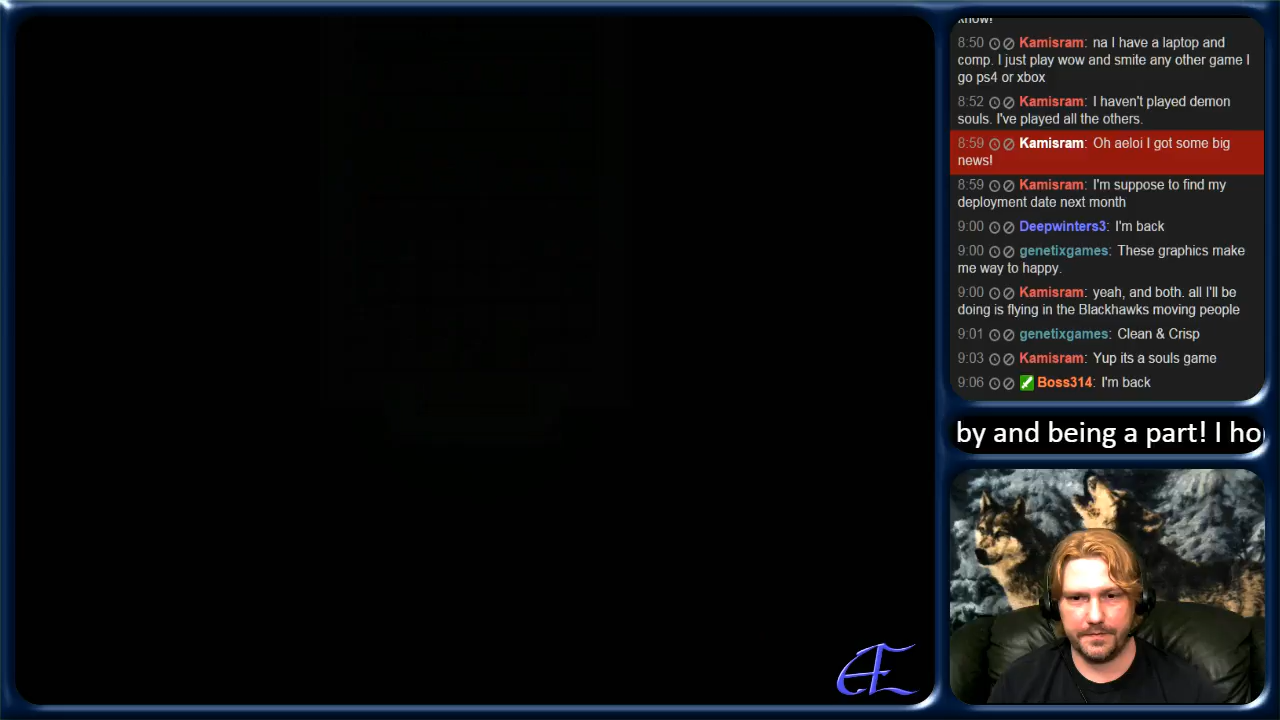 know!
8:50 Kamisram: na I have a laptop and
comp. I just play wow and smite any other game I
go ps4 or xbox
8:52 Kamisram: I haven't played demon
souls. I've played all the others.
8:59 Kamisram: Oh aeloi I got some big
news!
8:59 Kamisram: I'm suppose to find my
deployment date next month
9:00 Deepwinters3: I'm back
9:00 genetixgames: These graphics make
me way to happy.
9:00 Kamisram: yeah, and both. all I'll be
doing is flying in the Blackhawks moving people
9:01 genetixgames: Clean & Crisp
9:03 Kamisram: Yup its a souls game
9:06 Boss314: I'm back
by and being a part! I ho